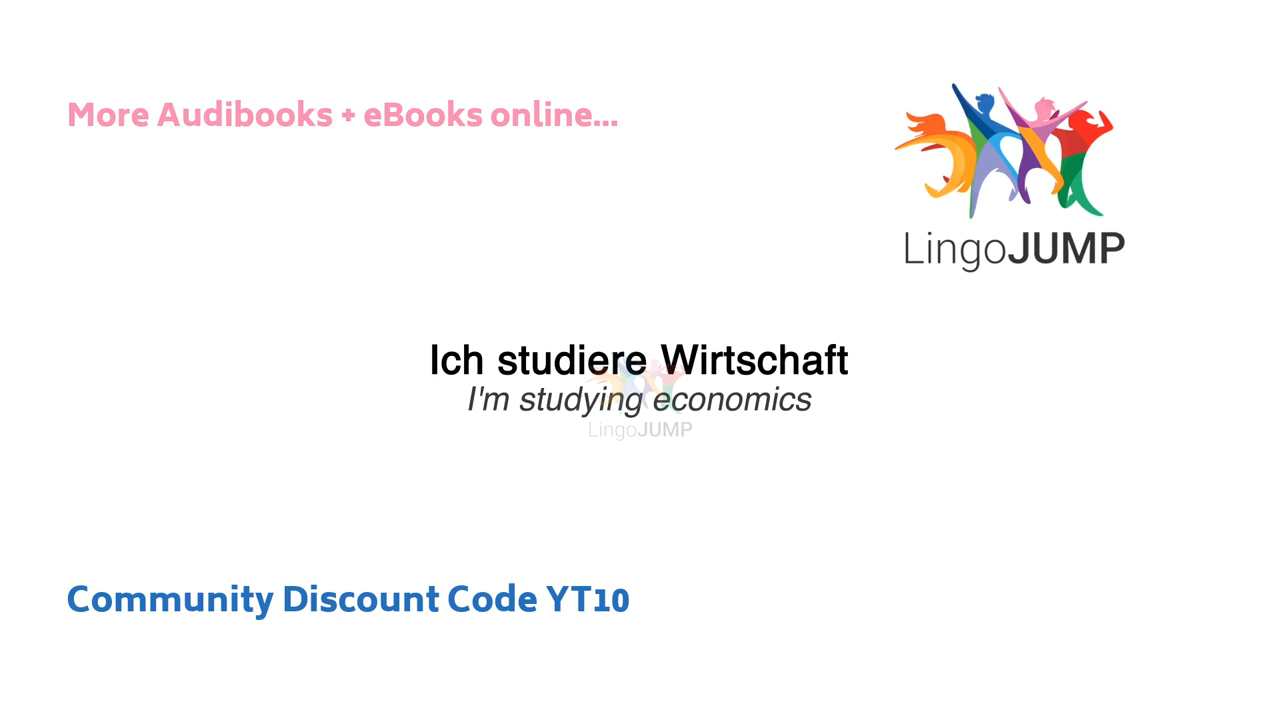 More Audibooks + eBooks online...
LingoJUMP
Ich studiere Wirtschaft
I'm studying economics
LingoJUMP
Community Discount Code YT10